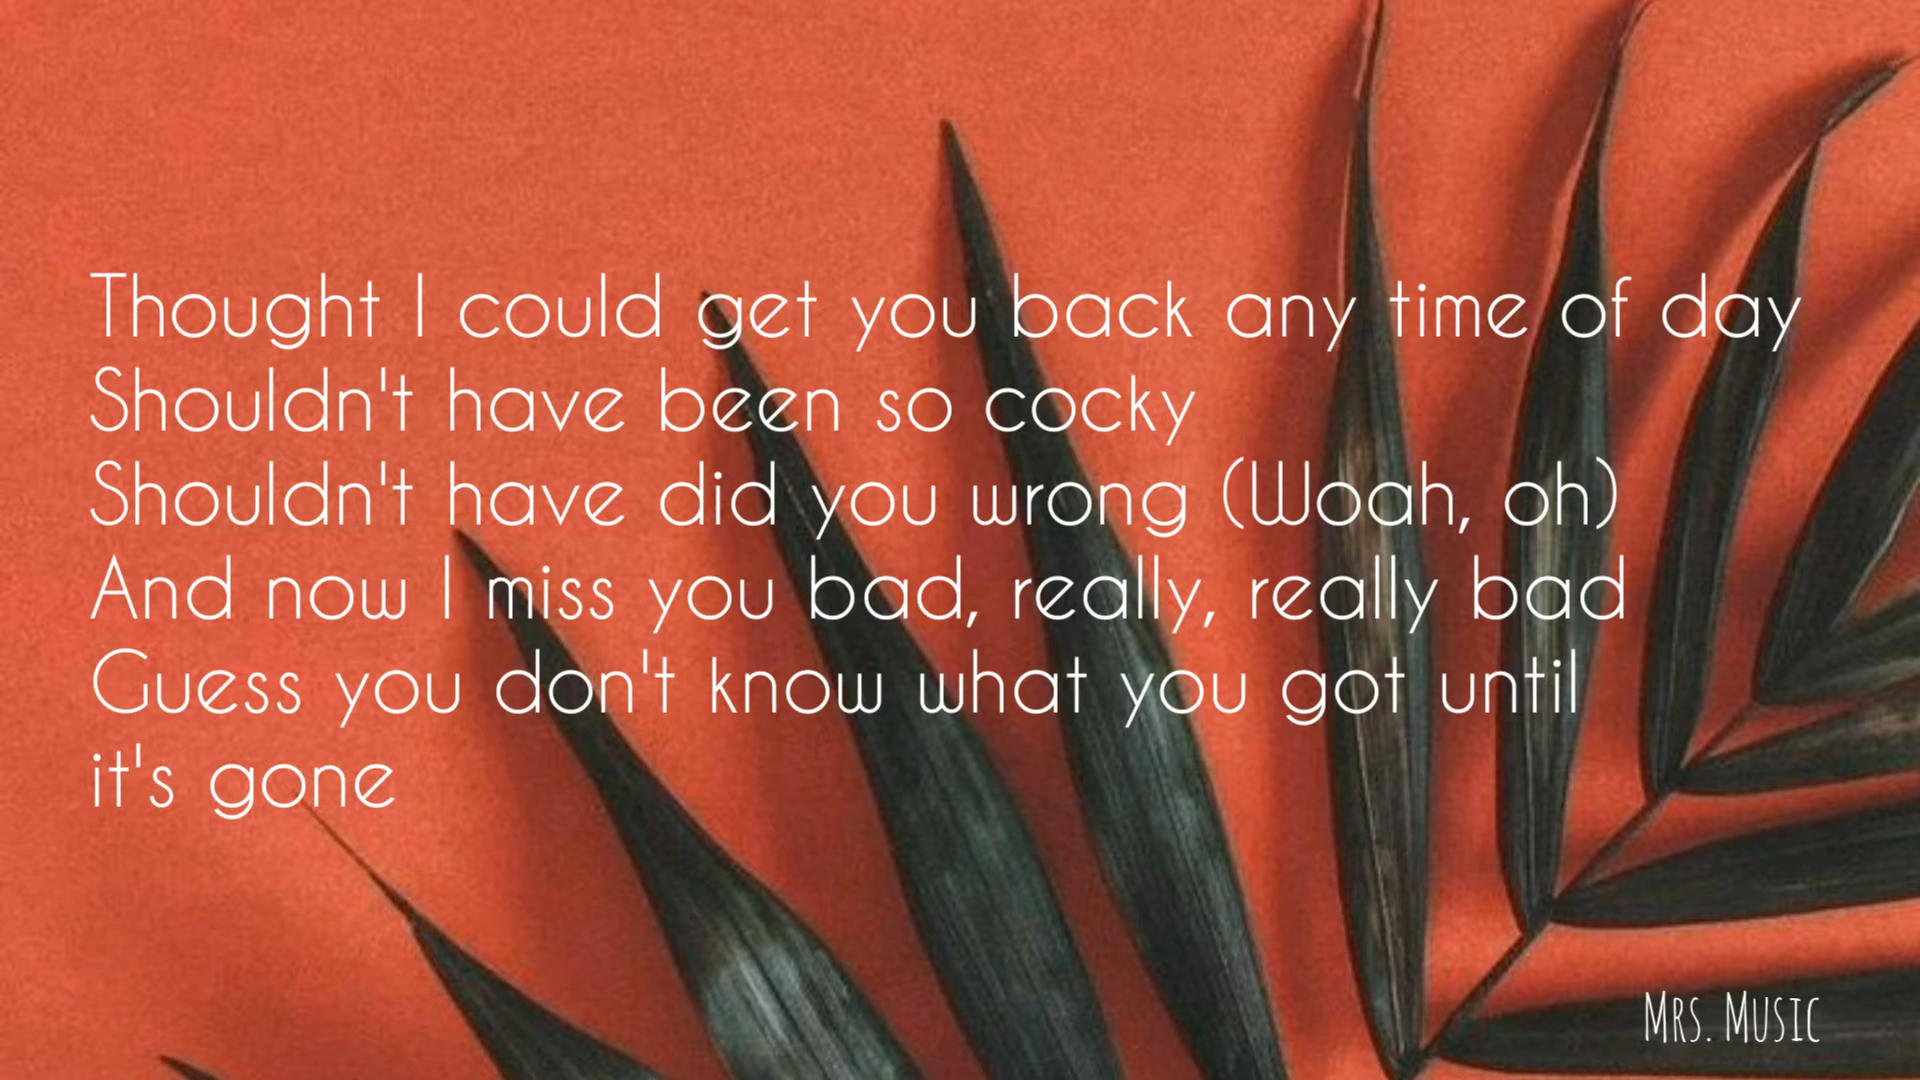 Thought I could get you back any time of day
Shouldn't have been so cocky
Shouldn't have did you wrong (Woah, oh)
And now I miss you bad, really, really bad
Guess you don't know what you got until
it's gone
Mrs. Music